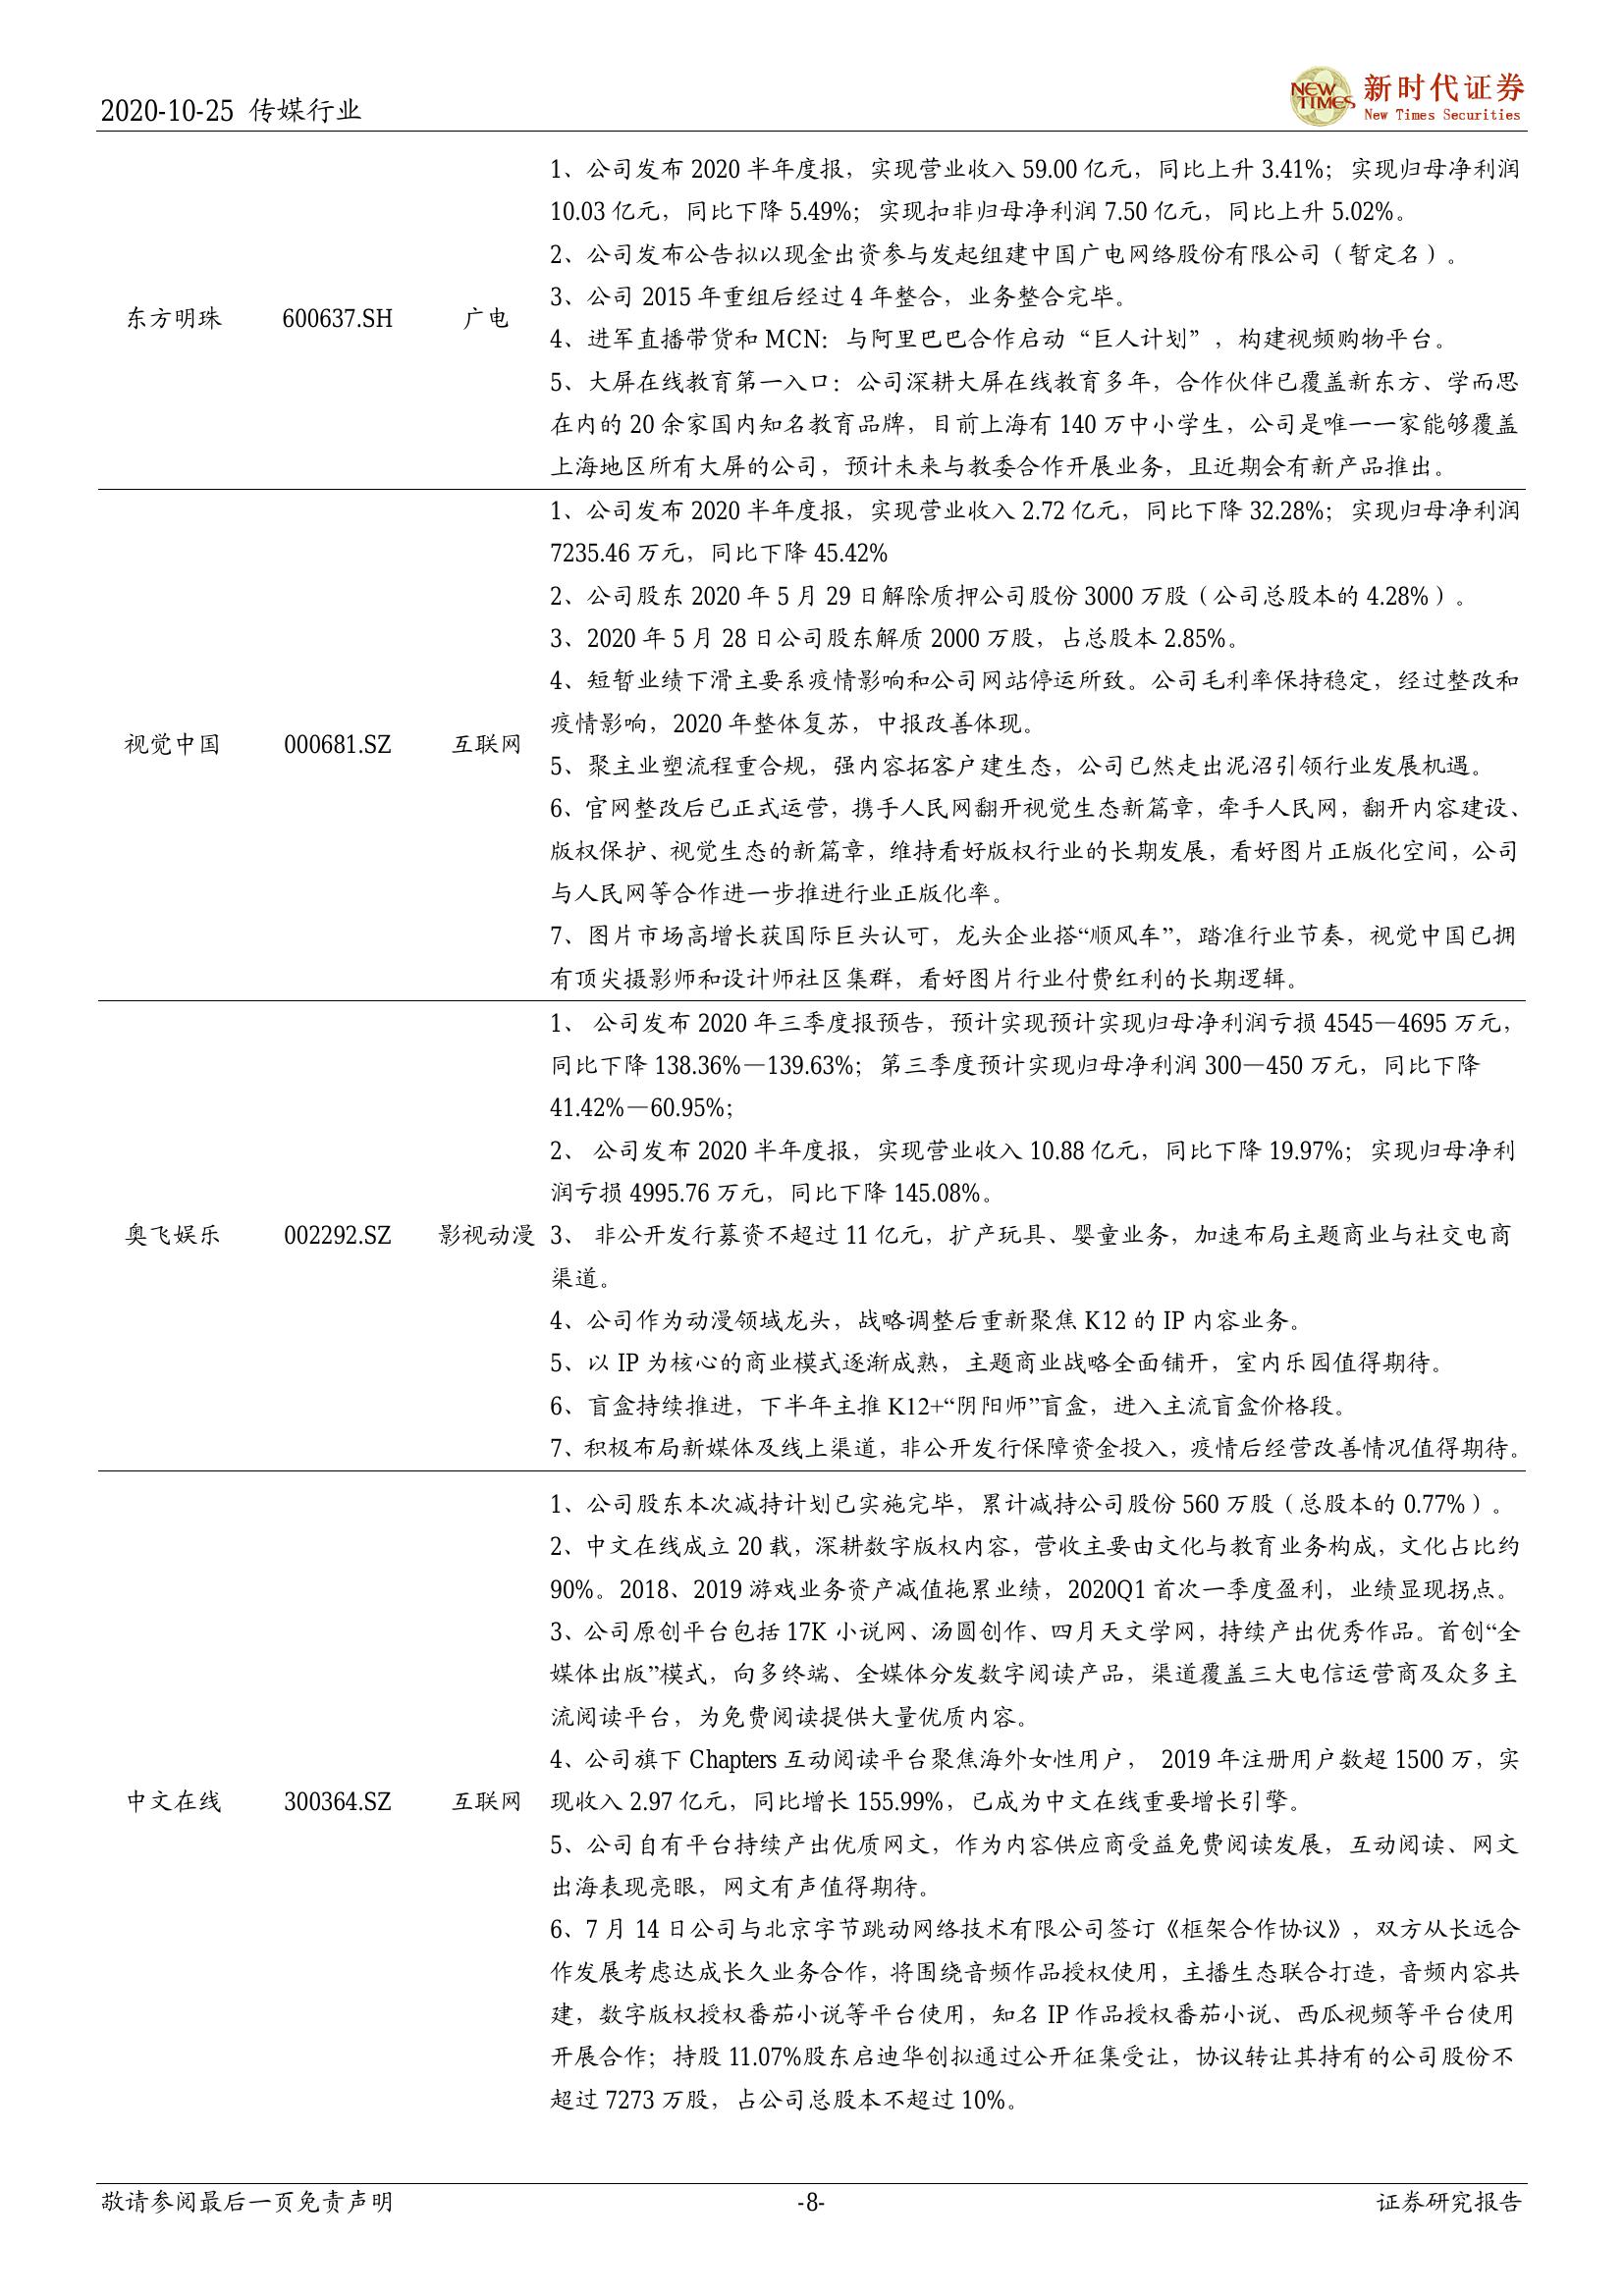 2020-10-25 传媒行业
NEW TIMES 新时代证券
New Times Securities
1、公司发布 2020 半年度报，实现营业收入 59.00 亿元，同比上升 3.41%；实现归母净利润
10.03 亿元，同比下降 5.49%；实现扣非归母净利润 7.50 亿元，同比上升 5.02%。
2、公司发布公告拟以现金出资参与发起组建中国广电网络股份有限公司（暂定名）。
3、公司 2015 年重组后经过 4 年整合，业务整合完毕。
东方明珠 600637.SH 广电
4、进军直播带货和 MCN：与阿里巴巴合作启动“巨人计划”，构建视频购物平台。
5、大屏在线教育第一入口：公司深耕大屏在线教育多年，合作伙伴已覆盖新东方、学而思
在内的 20 余家国内知名教育品牌，目前上海有 140 万中小学生，公司是唯一一家能够覆盖
上海地区所有大屏的公司，预计未来与教委合作开展业务，且近期会有新产品推出。
1、公司发布 2020 半年度报，实现营业收入 2.72 亿元，同比下降 32.28%；实现归母净利润
7235.46 万元，同比下降 45.42%
2、公司股东 2020 年 5 月 29 日解除质押公司股份 3000 万股（公司总股本的 4.28%）。
3、2020 年 5 月 28 日公司股东解质 2000 万股，占总股本 2.85%。
4、短暂业绩下滑主要系疫情影响和公司网站停运所致。公司毛利率保持稳定，经过整改和
疫情影响，2020 年整体复苏，中报改善体现。
视觉中国 000681.SZ 互联网
5、聚主业塑流程重合规，强内容拓客户建生态，公司已然走出泥沼引领行业发展机遇。
6、官网整改后已正式运营，携手人民网翻开视觉生态新篇章，牵手人民网，翻开内容建设、
版权保护、视觉生态的新篇章，维持看好版权行业的长期发展，看好图片正版化空间，公司
与人民网等合作进一步推进行业正版化率。
7、图片市场高增长获国际巨头认可，龙头企业搭“顺风车”，踏准行业节奏，视觉中国已拥
有顶尖摄影师和设计师社区集群，看好图片行业付费红利的长期逻辑。
1、 公司发布 2020 年三季度报预告，预计实现预计实现归母净利润亏损 4545—4695 万元，
同比下降 138.36%—139.63%；第三季度预计实现归母净利润 300—450 万元，同比下降
41.42%—60.95%；
2、 公司发布 2020 半年度报，实现营业收入 10.88 亿元，同比下降 19.97%；实现归母净利
润亏损 4995.76 万元，同比下降 145.08%。
奥飞娱乐 002292.SZ 影视动漫 3、 非公开发行募资不超过 11 亿元，扩产玩具、婴童业务，加速布局主题商业与社交电商
渠道。
4、公司作为动漫领域龙头，战略调整后重新聚焦 K12 的 IP 内容业务。
5、以 IP 为核心的商业模式逐渐成熟，主题商业战略全面铺开，室内乐园值得期待。
6、盲盒持续推进，下半年主推 K12+“阴阳师”盲盒，进入主流盲盒价格段。
7、积极布局新媒体及线上渠道，非公开发行保障资金投入，疫情后经营改善情况值得期待。
1、公司股东本次减持计划已实施完毕，累计减持公司股份 560 万股（总股本的 0.77%）。
2、中文在线成立 20 载，深耕数字版权内容，营收主要由文化与教育业务构成，文化占比约
90%。2018、2019 游戏业务资产减值拖累业绩，2020Q1 首次一季度盈利，业绩显现拐点。
3、公司原创平台包括 17K 小说网、汤圆创作、四月天文学网，持续产出优秀作品。首创“全
媒体出版”模式，向多终端、全媒体分发数字阅读产品，渠道覆盖三大电信运营商及众多主
流阅读平台，为免费阅读提供大量优质内容。
4、公司旗下 Chapters 互动阅读平台聚焦海外女性用户， 2019 年注册用户数超 1500 万，实
中文在线 300364.SZ 互联网 现收入 2.97 亿元，同比增长 155.99%，已成为中文在线重要增长引擎。
5、公司自有平台持续产出优质网文，作为内容供应商受益免费阅读发展，互动阅读、网文
出海表现亮眼，网文有声值得期待。
6、7 月 14 日公司与北京字节跳动网络技术有限公司签订《框架合作协议》，双方从长远合
作发展考虑达成长久业务合作，将围绕音频作品授权使用，主播生态联合打造，音频内容共
建，数字版权授权番茄小说等平台使用，知名 IP 作品授权番茄小说、西瓜视频等平台使用
开展合作；持股 11.07%股东启迪华创拟通过公开征集受让，协议转让其持有的公司股份不
超过 7273 万股，占公司总股本不超过 10%。
敬请参阅最后一页免责声明 -8- 证券研究报告